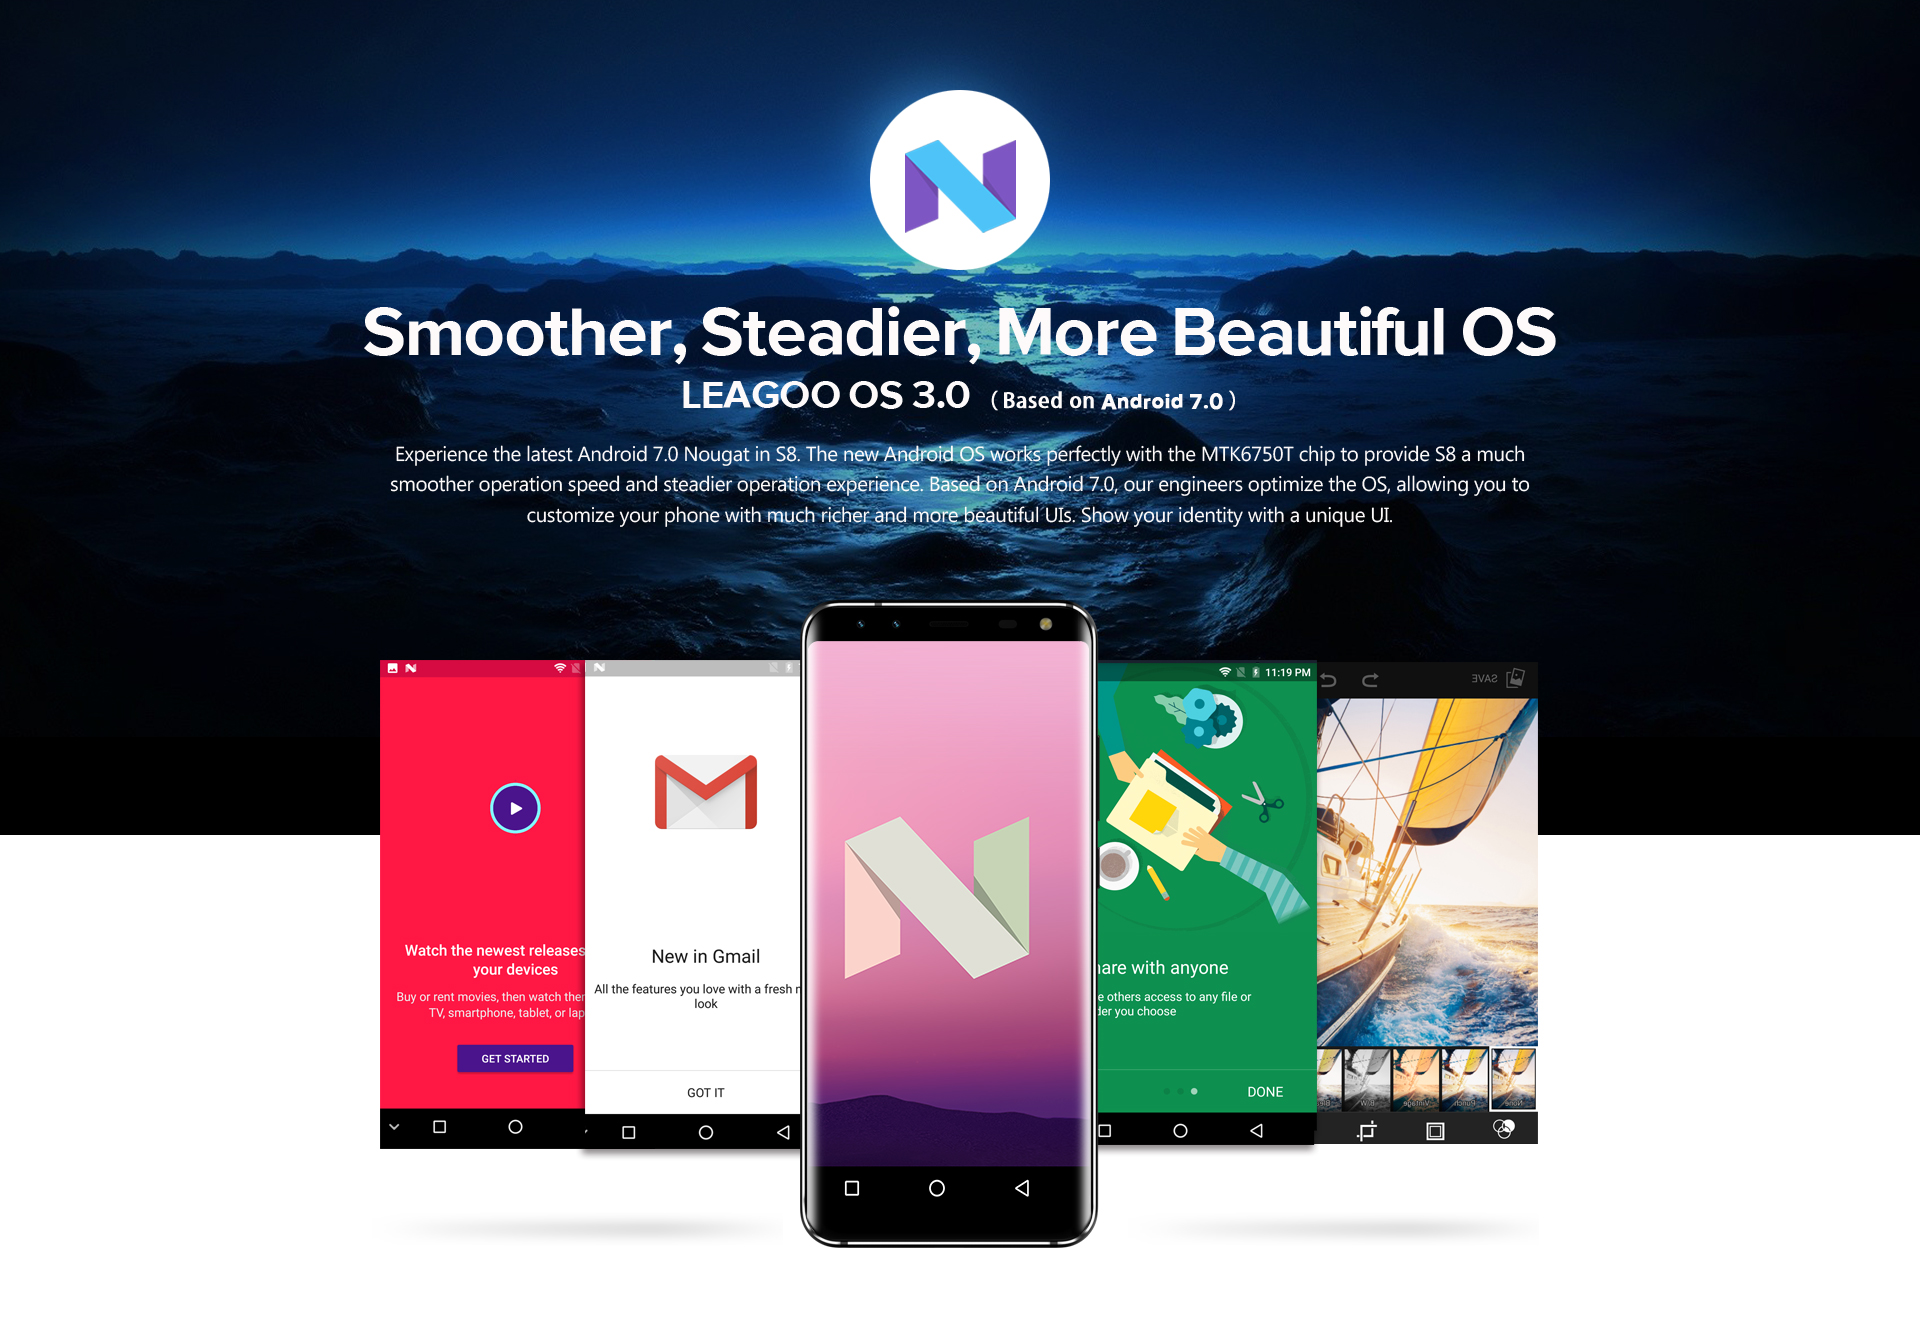 Smoother, Steadier, More Beautiful OS
LEAGOO OS 3.0 (Based on Android 7.0)
Experience the latest Android 7.0 Nougat in S8. The new Android OS works perfectly with the MTK6750T chip to provide S8 a much
smoother operation speed and steadier operation experience. Based on Android 7.0, our engineers optimize the OS, allowing you to
customize your phone with much richer and more beautiful UIs. Show your identity with a unique UI.
Watch the newest releases
your devices
Buy or rent movies, then watch
TV, smartphone, tablet, or
GET STARTED
New in Gmail
All the features you love with a fresh
look
GOT IT
11:19 PM
with anyone
others access to any file or
you choose
DONE
SAVE
B/W
Vintage
Punch
None